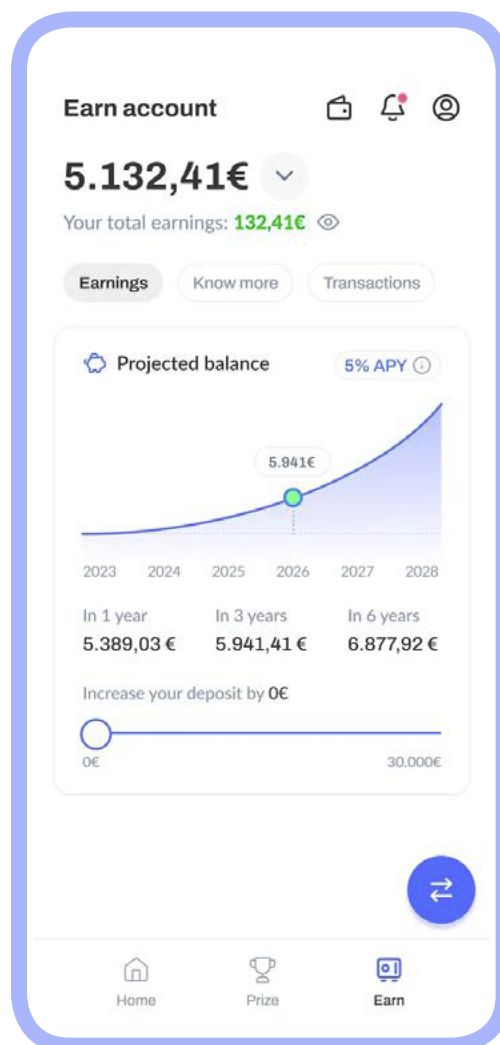 Earn account
5.132,41€
Your total earnings: 132,41€
Earnings Know more Transactions
Projected balance 5% APY
5.941€
2023 2024 2025 2026 2027 2028
In 1 year In 3 years In 6 years
5.389,03 € 5.941,41 € 6.877,92 €
Increase your deposit by 0€
0€ 30.000€
Home Prize Earn